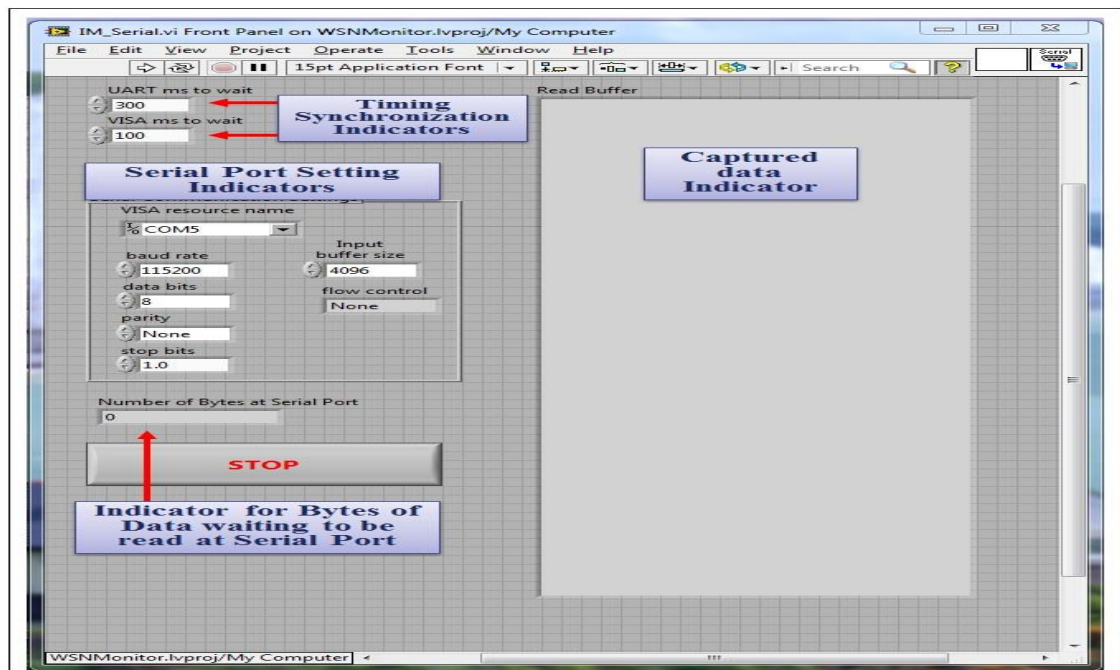 IM_Serial.vi Front Panel on WSNMonitor.lvproj/My Computer
File Edit View Project Operate Tools Window Help
15pt Application Font
Search
Serial
UART ms to wait
300
VISA ms to wait
100
Timing
Synchronization
Indicators
Read Buffer
Captured
data
Indicator
Serial Port Setting
Indicators
VISA resource name
COM5
baud rate
115200
data bits
8
parity
None
stop bits
1.0
Input
buffer size
4096
flow control
None
Number of Bytes at Serial Port
0
STOP
Indicator for Bytes of
Data waiting to be
read at Serial Port
WSNMonitor.lvproj/My Computer